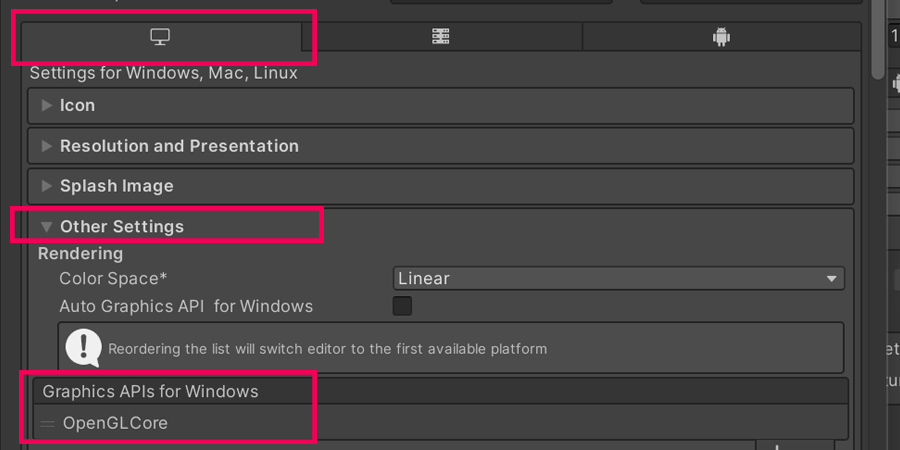 Settings for Windows, Mac, Linux
Icon
Resolution and Presentation
Splash Image
Other Settings
Rendering
Color Space* Linear
Auto Graphics API for Windows
Reordering the list will switch editor to the first available platform
Graphics APIs for Windows
OpenGLCore